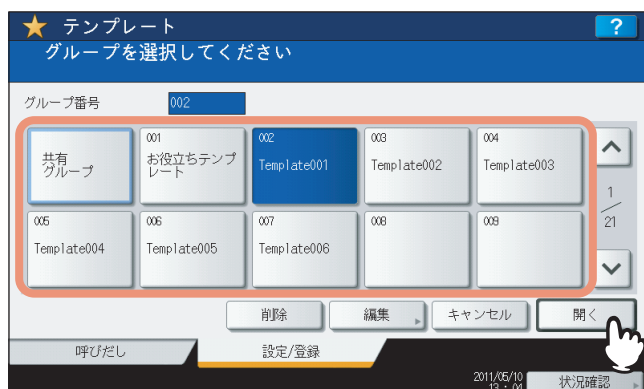 テンプレート
?
グループを選択してください
グループ番号 002
共有
グループ
001
お役立ちテンプ
レート
002
Template001
003
Template002
004
Template003
1
/
21
005
Template004
006
Template005
007
Template006
008
009
削除 編集 キャンセル 開く
呼びだし 設定/登録
2011/05/10
13:04
状況確認